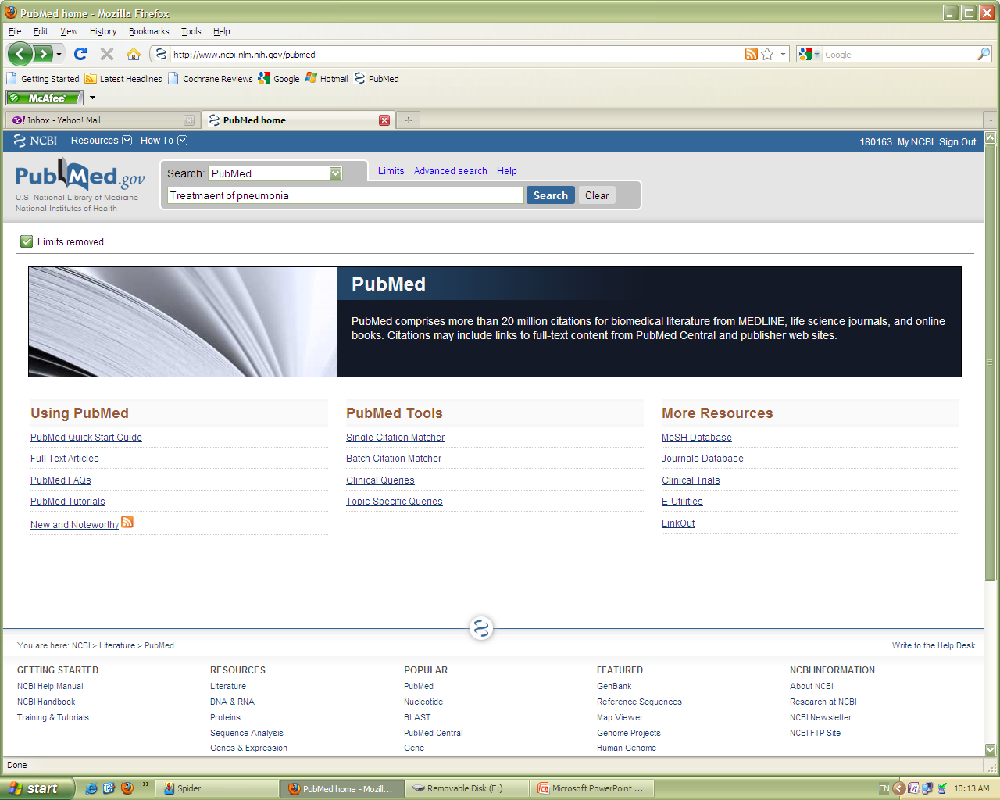 PubMed home - Mozilla Firefox
File Edit View History Bookmarks Tools Help
http://www.ncbi.nlm.nih.gov/pubmed Google
Getting Started Latest Headlines Cochrane Reviews Google Hotmail PubMed
McAfee
Y! Inbox - Yahoo! Mail PubMed home
NCBI Resources How To 180163 My NCBI Sign Out
PubMed.gov
U.S. National Library of Medicine
National Institutes of Health
Search: PubMed Limits Advanced search Help
Treatmaent of pneumonia Search Clear
Limits removed.
PubMed
PubMed comprises more than 20 million citations for biomedical literature from MEDLINE, life science journals, and online
books. Citations may include links to full-text content from PubMed Central and publisher web sites.
Using PubMed
PubMed Quick Start Guide
Full Text Articles
PubMed FAQs
PubMed Tutorials
New and Noteworthy
PubMed Tools
Single Citation Matcher
Batch Citation Matcher
Clinical Queries
Topic-Specific Queries
More Resources
MeSH Database
Journals Database
Clinical Trials
E-Utilities
LinkOut
You are here: NCBI > Literature > PubMed Write to the Help Desk
GETTING STARTED
NCBI Help Manual
NCBI Handbook
Training & Tutorials
RESOURCES
Literature
DNA & RNA
Proteins
Sequence Analysis
Genes & Expression
POPULAR
PubMed
Nucleotide
BLAST
PubMed Central
Gene
FEATURED
GenBank
Reference Sequences
Map Viewer
Genome Projects
Human Genome
NCBI INFORMATION
About NCBI
Research at NCBI
NCBI Newsletter
NCBI FTP Site
Done
start Spider PubMed home - Mozill... Removable Disk (F:) Microsoft PowerPoint ... EN 10:13 AM